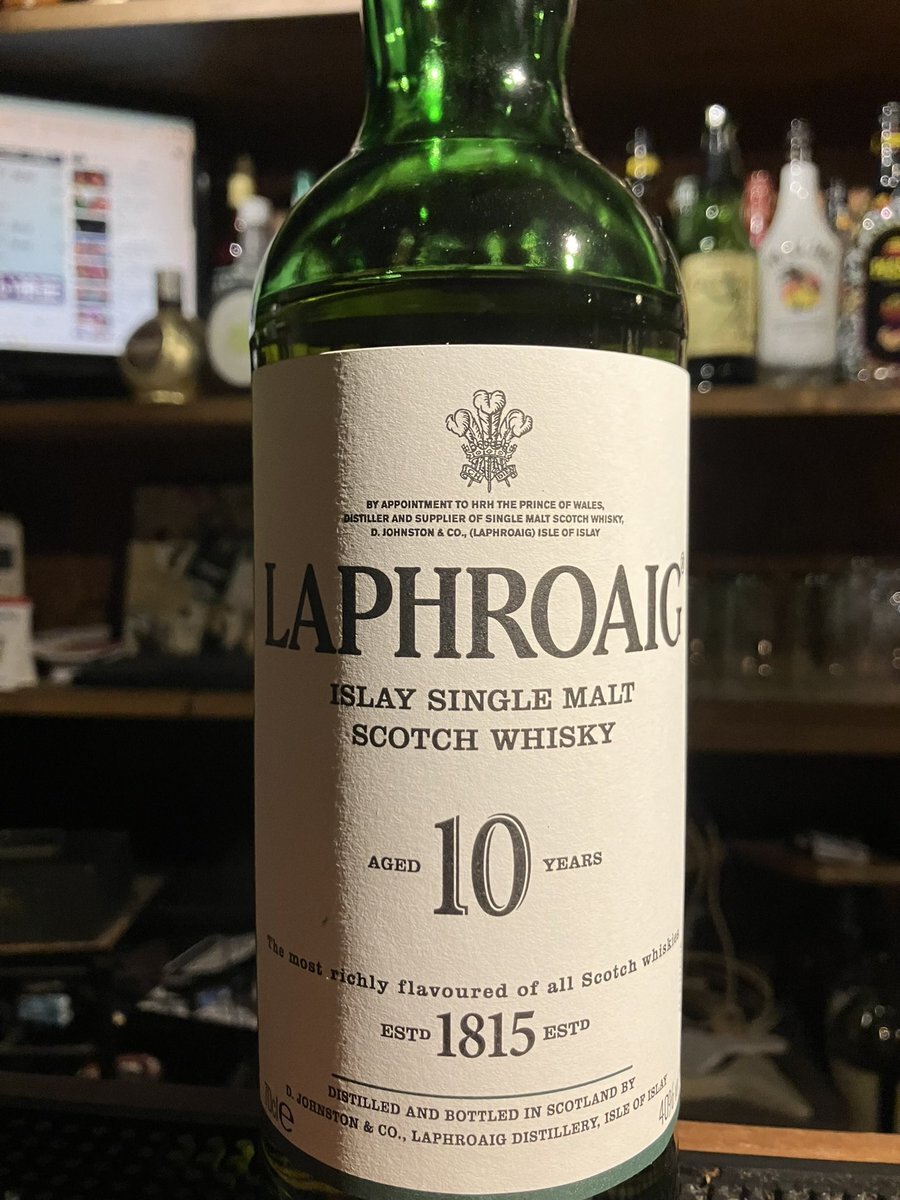 BY APPOINTMENT TO HRH THE PRINCE OF WALES,
DISTILLER AND SUPPLIER OF SINGLE MALT SCOTCH WHISKY,
D. JOHNSTON & CO., (LAPHROAIG) ISLE OF ISLAY
LAPHROAIG®
ISLAY SINGLE MALT
SCOTCH WHISKY
AGED 10 YEARS
The most richly flavoured of all Scotch whiskies
ESTD 1815 ESTD
DISTILLED AND BOTTLED IN SCOTLAND BY
D. JOHNSTON & CO., LAPHROAIG DISTILLERY, ISLE OF ISLAY
70cl e
40%